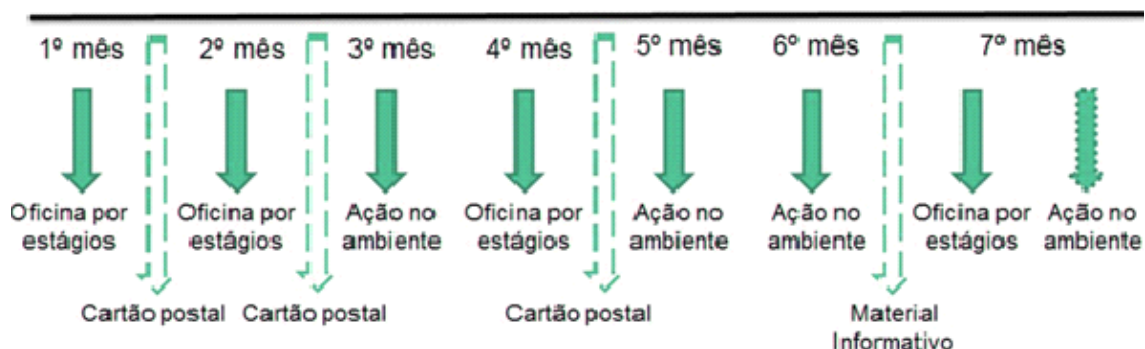 1º mês
2º mês
3º mês
4º mês
5º mês
6º mês
7º mês
Oficina por
estágios
Oficina por
estágios
Ação no
ambiente
Oficina por
estágios
Ação no
ambiente
Ação no
ambiente
Oficina por
estágios
Ação no
ambiente
Cartão postal
Cartão postal
Cartão postal
Material
Informativo